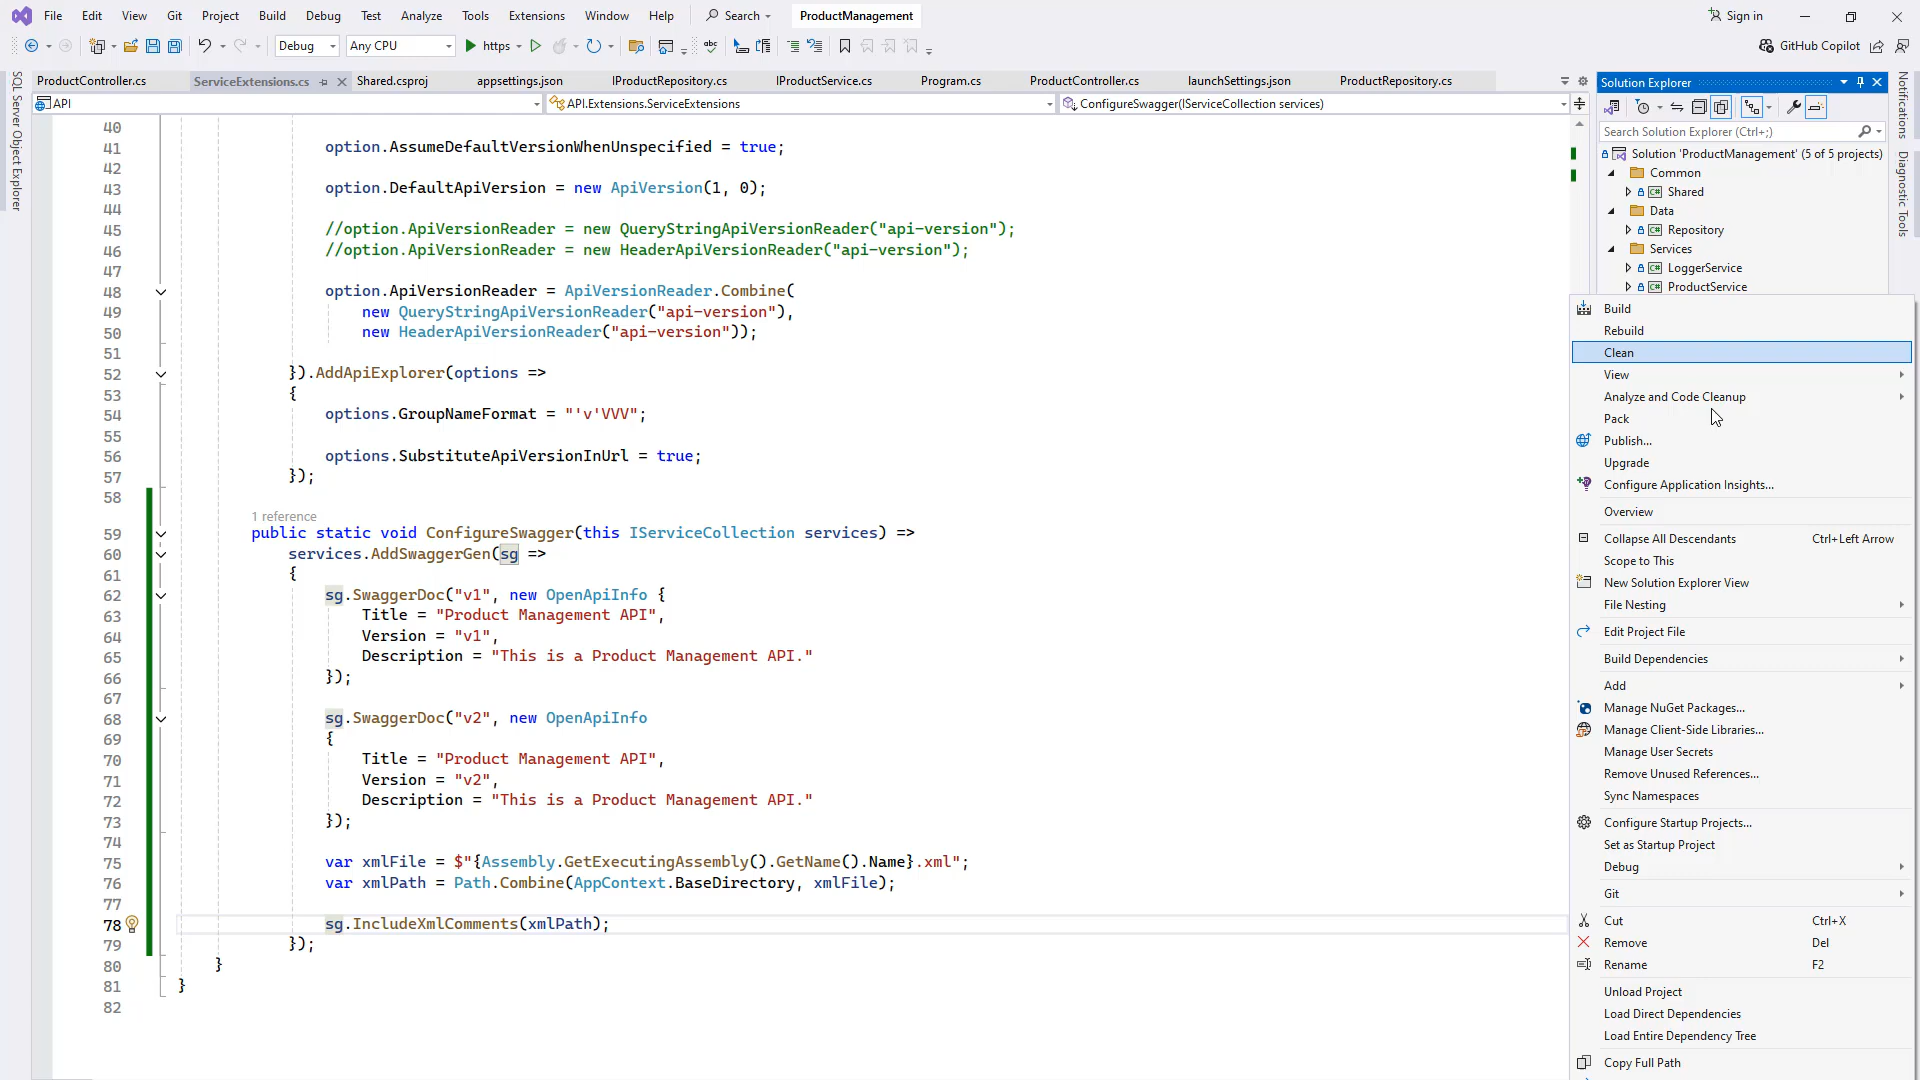 File Edit View Git Project Build Debug Test Analyze Tools Extensions Window Help Search ProductManagement Sign in
Debug Any CPU https GitHub Copilot
ProductController.cs ServiceExtensions.cs Shared.csproj appsettings.json IProductRepository.cs IProductService.cs Program.cs ProductController.cs launchSettings.json ProductRepository.cs
API API.Extensions.ServiceExtensions ConfigureSwagger(IServiceCollection services)
SQL Server Object Explorer
40
41 option.AssumeDefaultVersionWhenUnspecified = true;
42
43 option.DefaultApiVersion = new ApiVersion(1, 0);
44
45 //option.ApiVersionReader = new QueryStringApiVersionReader("api-version");
46 //option.ApiVersionReader = new HeaderApiVersionReader("api-version");
47
48 option.ApiVersionReader = ApiVersionReader.Combine(
49 new QueryStringApiVersionReader("api-version"),
50 new HeaderApiVersionReader("api-version"));
51
52 }).AddApiExplorer(options =>
53 {
54 options.GroupNameFormat = "'v'VVV";
55
56 options.SubstituteApiVersionInUrl = true;
57 });
58
1 reference
59 public static void ConfigureSwagger(this IServiceCollection services) =>
60 services.AddSwaggerGen(sg =>
61 {
62 sg.SwaggerDoc("v1", new OpenApiInfo {
63 Title = "Product Management API",
64 Version = "v1",
65 Description = "This is a Product Management API."
66 });
67
68 sg.SwaggerDoc("v2", new OpenApiInfo
69 {
70 Title = "Product Management API",
71 Version = "v2",
72 Description = "This is a Product Management API."
73 });
74
75 var xmlFile = $"{Assembly.GetExecutingAssembly().GetName().Name}.xml";
76 var xmlPath = Path.Combine(AppContext.BaseDirectory, xmlFile);
77
78 sg.IncludeXmlComments(xmlPath);
79 });
80 }
81 }
82
Solution Explorer
Search Solution Explorer (Ctrl+;)
Solution 'ProductManagement' (5 of 5 projects)
Common
C# Shared
Data
C# Repository
Services
C# LoggerService
C# ProductService
Build
Rebuild
Clean
View
Analyze and Code Cleanup
Pack
Publish...
Upgrade
Configure Application Insights...
Overview
Collapse All Descendants Ctrl+Left Arrow
Scope to This
New Solution Explorer View
File Nesting
Edit Project File
Build Dependencies
Add
Manage NuGet Packages...
Manage Client-Side Libraries...
Manage User Secrets
Remove Unused References...
Sync Namespaces
Configure Startup Projects...
Set as Startup Project
Debug
Git
Cut Ctrl+X
Remove Del
Rename F2
Unload Project
Load Direct Dependencies
Load Entire Dependency Tree
Copy Full Path
Notifications
Diagnostic Tools